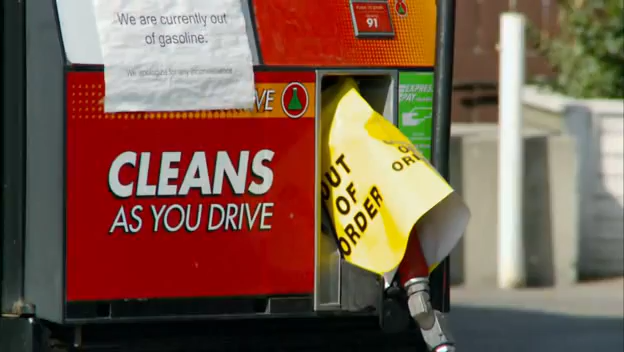 We are currently out
of gasoline.
We apologize for any inconvenience
91
VE
EXPRESS
PAY
CLEANS
AS YOU DRIVE
OUT
OF
ORDER
O
OR